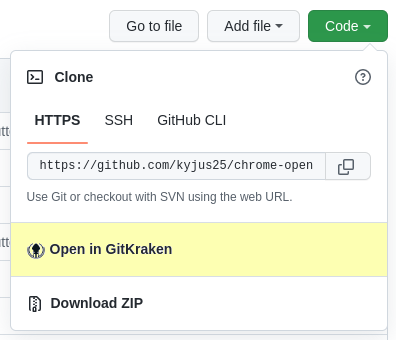 Go to file
Add file
Code
Clone
HTTPS
SSH
GitHub CLI
https://github.com/kyjus25/chrome-open
Use Git or checkout with SVN using the web URL.
Open in GitKraken
Download ZIP